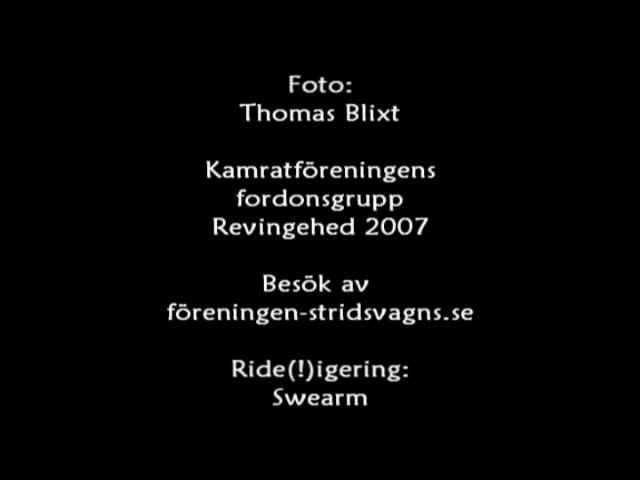 Foto:
Thomas Blixt
Kamratföreningens
fordonsgrupp
Revingehed 2007
Besök av
föreningen-stridsvagns.se
Ride(!)igering:
Swearm